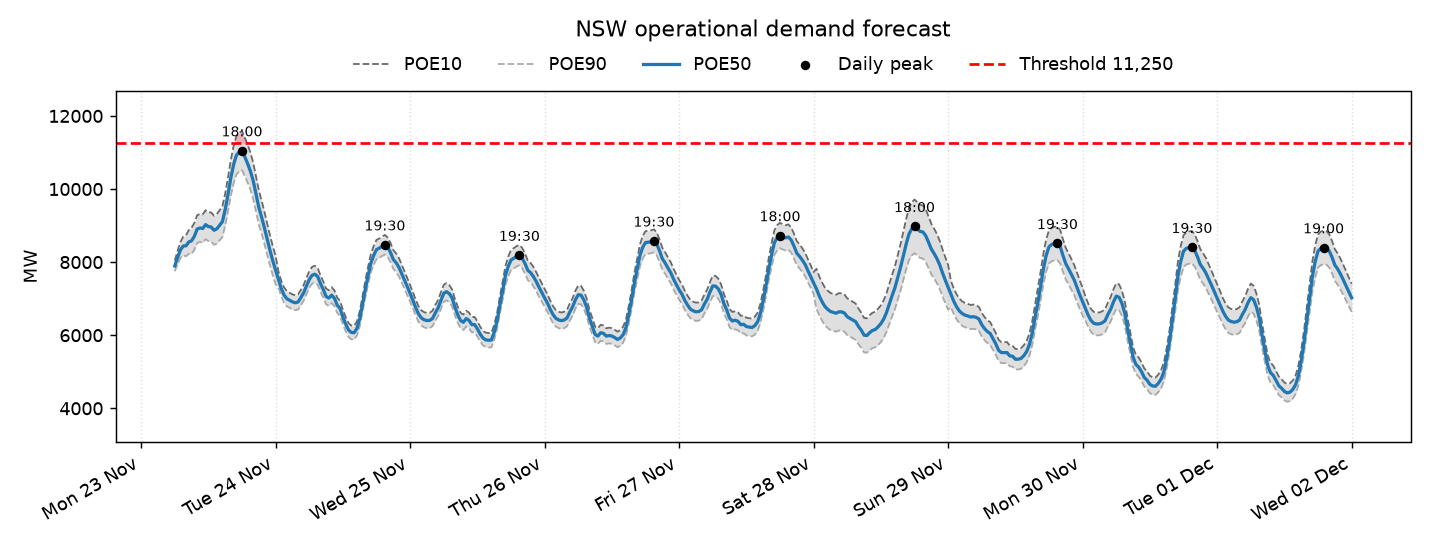 NSW operational demand forecast
POE10 POE90 POE50 Daily peak Threshold 11,250
MW
12000
10000
8000
6000
4000
18:00
19:30
19:30
19:30
18:00
18:00
19:30
19:30
19:00
Mon 23 Nov
Tue 24 Nov
Wed 25 Nov
Thu 26 Nov
Fri 27 Nov
Sat 28 Nov
Sun 29 Nov
Mon 30 Nov
Tue 01 Dec
Wed 02 Dec